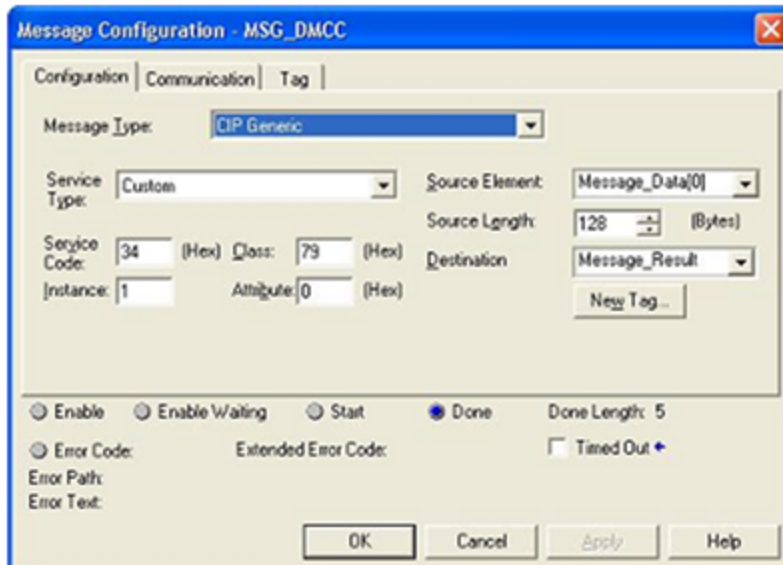 Message Configuration - MSG_DMCC
Configuration Communication Tag
Message Type: CIP Generic
Service Type: Custom
Source Element: Message_Data[0]
Source Length: 128 (Bytes)
Service Code: 34 (Hex) Class: 79 (Hex)
Destination Message_Result
Instance: 1 Attribute: 0 (Hex)
New Tag...
Enable Enable Waiting Start Done Done Length: 5
Error Code: Extended Error Code: Timed Out
Error Path:
Error Text:
OK Cancel Apply Help